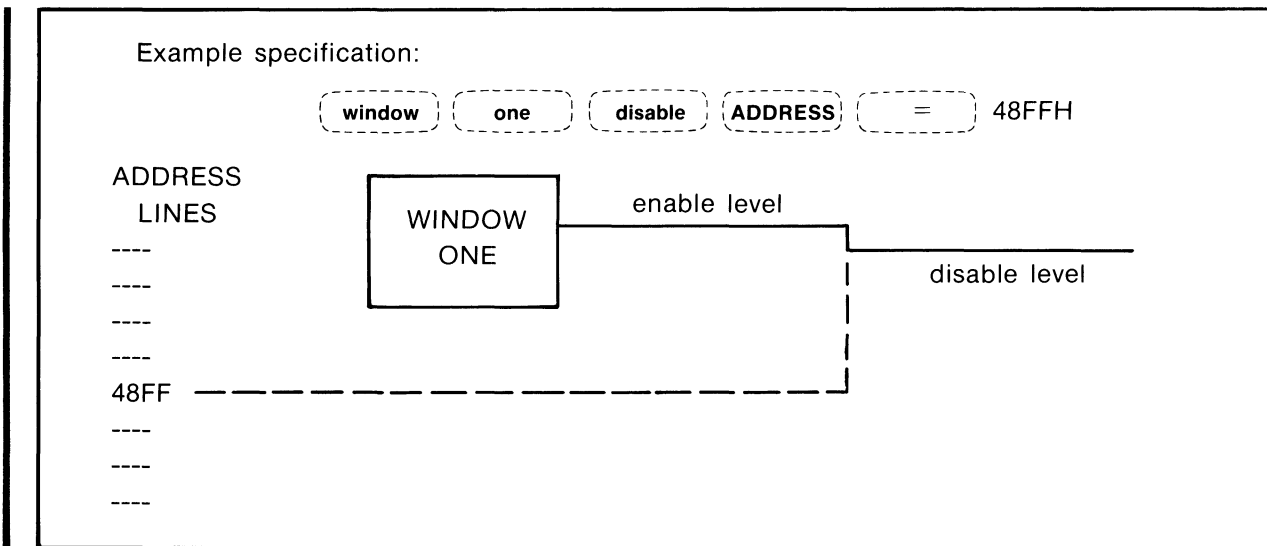 Example specification:
window one disable ADDRESS = 48FFH
ADDRESS
LINES
WINDOW
ONE
enable level
disable level
----
----
----
----
48FF
----
----
----